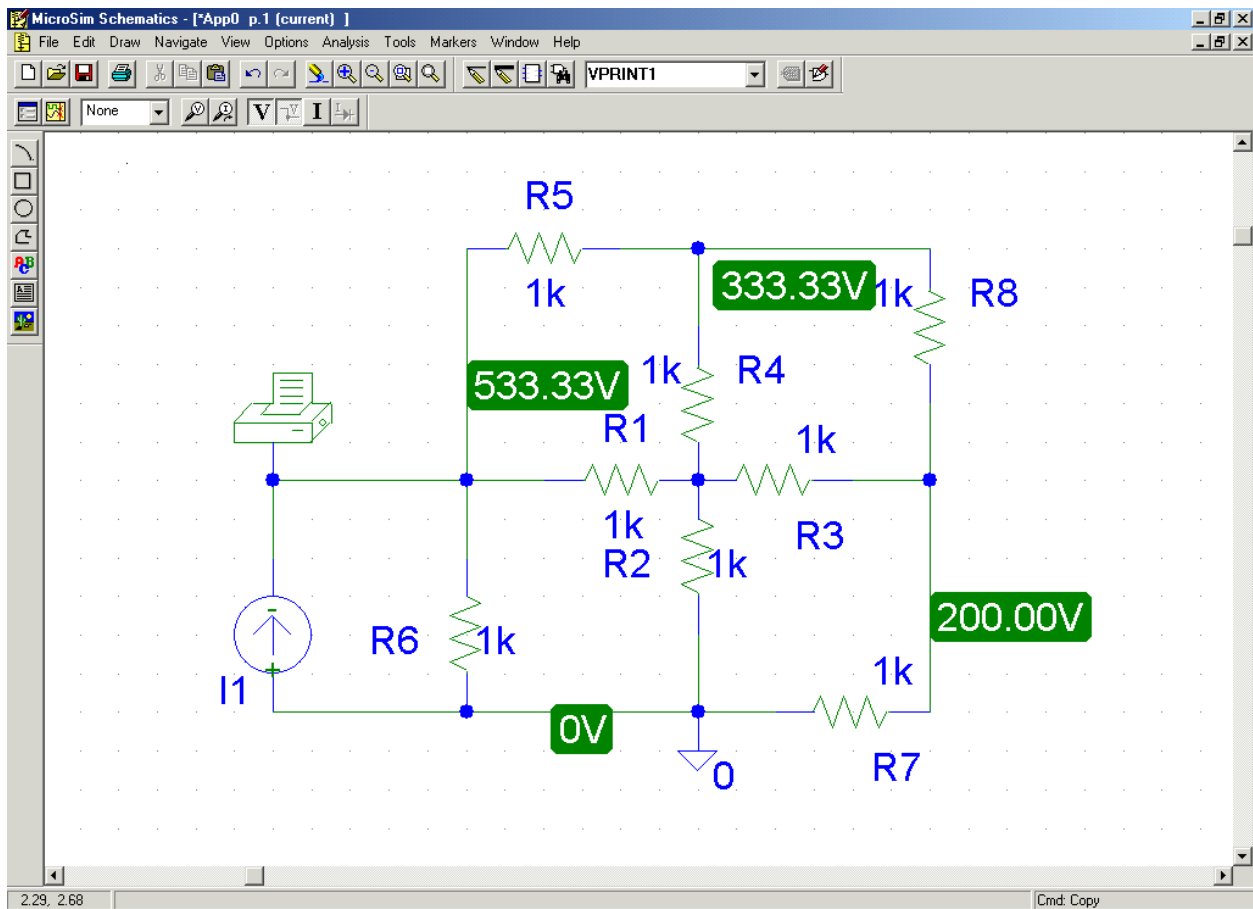 MicroSim Schematics - [*App0 p.1 (current) ]
File Edit Draw Navigate View Options Analysis Tools Markers Window Help
VPRINT1
None V V I
R5
1k
333.33V 1k R8
533.33V 1k R4
R1 1k
1k R3
R2 1k
200.00V
R6 1k
- +
I1 1k
0V
0 R7
2.29, 2.68 Cmd: Copy